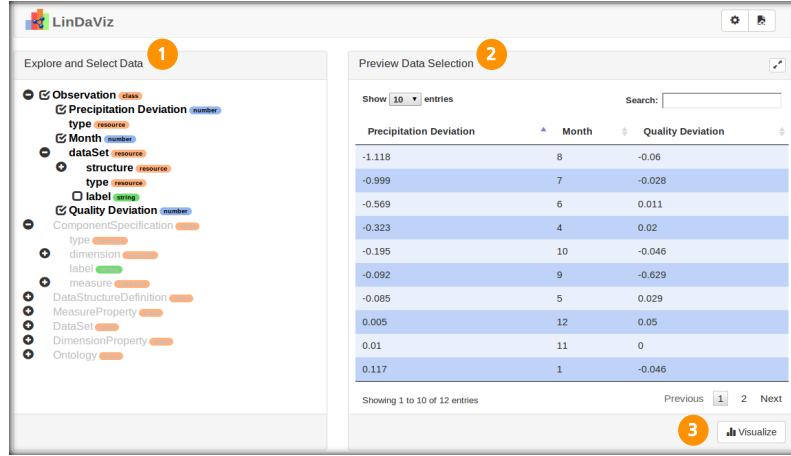 LinDaViz
Explore and Select Data
1
Observation class
Precipitation Deviation number
type resource
Month number
dataSet resource
structure resource
type resource
label string
Quality Deviation number
ComponentSpecification
type
dimension
label
measure
DataStructureDefinition
MeasureProperty
DataSet
DimensionProperty
Ontology
Preview Data Selection
2
Show 10 entries
Search:
Precipitation Deviation Month Quality Deviation
-1.118 8 -0.06
-0.999 7 -0.028
-0.569 6 0.011
-0.323 4 0.02
-0.195 10 -0.046
-0.092 9 -0.629
-0.085 5 0.029
0.005 12 0.05
0.01 11 0
0.117 1 -0.046
Showing 1 to 10 of 12 entries
Previous 1 2 Next
3
Visualize